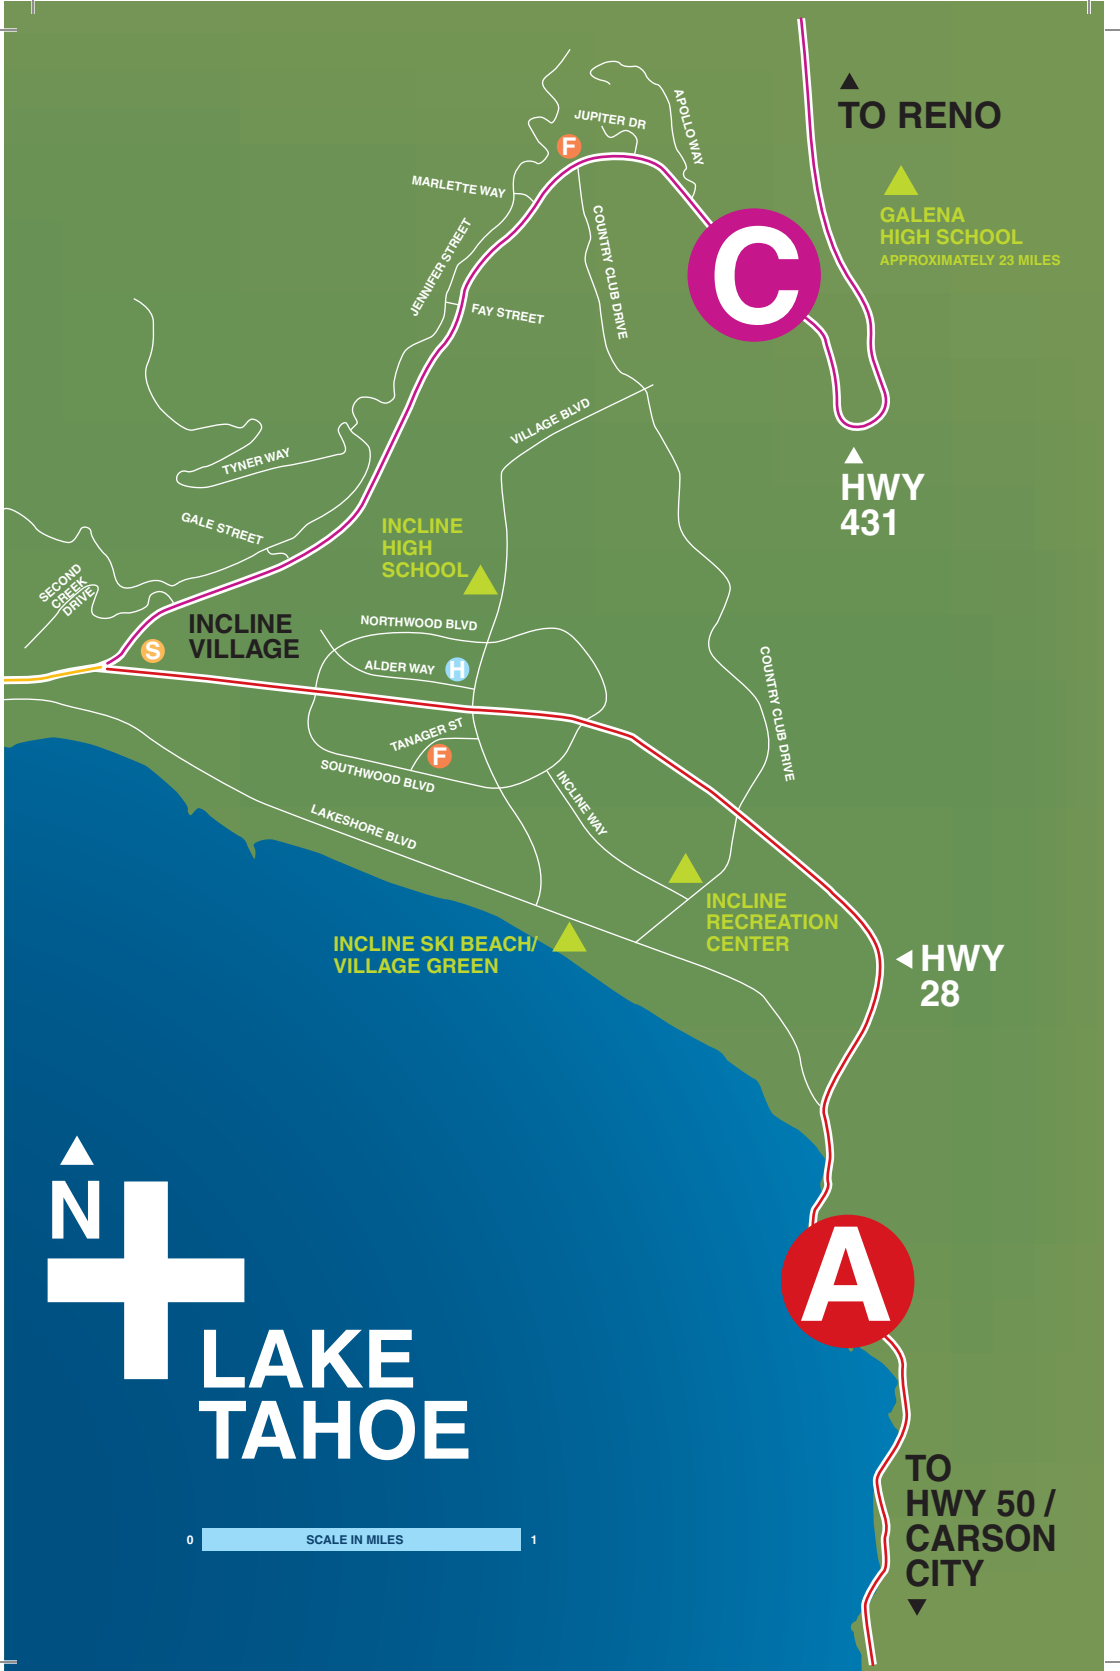 TO RENO
JUPITER DR
APOLLO WAY
F
MARLETTE WAY
GALENA
HIGH SCHOOL
APPROXIMATELY 23 MILES
COUNTRY CLUB DRIVE
JENNIFER STREET
C
FAY STREET
VILLAGE BLVD
TYNER WAY
HWY
431
GALE STREET
INCLINE
HIGH
SCHOOL
SECOND
CREEK
DRIVE
INCLINE
VILLAGE
S
NORTHWOOD BLVD
ALDER WAY
H
COUNTRY CLUB DRIVE
TANAGER ST
F
SOUTHWOOD BLVD
INCLINE WAY
LAKESHORE BLVD
INCLINE
RECREATION
CENTER
INCLINE SKI BEACH/
VILLAGE GREEN
HWY
28
N
A
LAKE
TAHOE
TO
HWY 50 /
CARSON
CITY
0 SCALE IN MILES 1